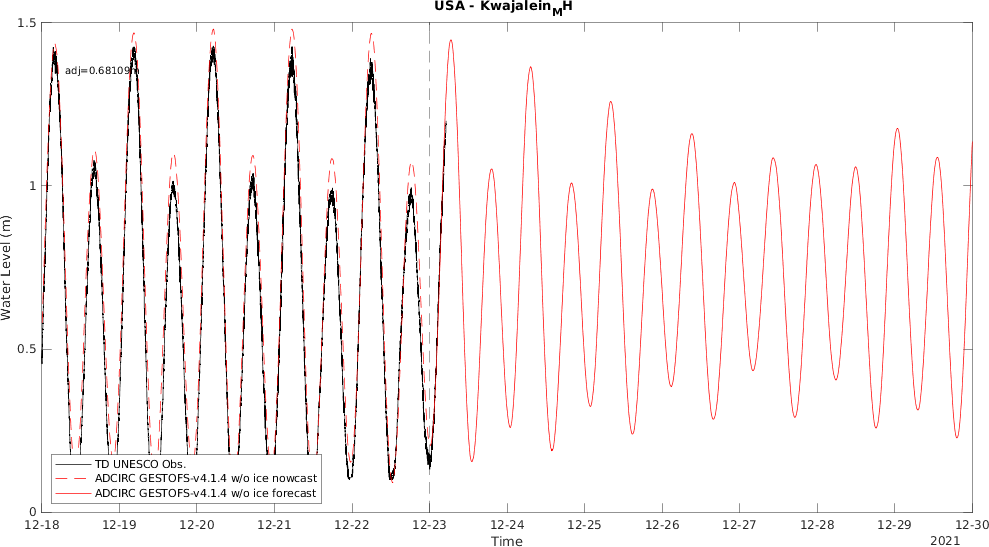 USA - Kwajalein_MH
1.5
adj=0.68109m
1
Water Level (m)
0.5
TD UNESCO Obs.
ADCIRC GESTOFS-v4.1.4 w/o ice nowcast
ADCIRC GESTOFS-v4.1.4 w/o ice forecast
0
12-18 12-19 12-20 12-21 12-22 12-23 12-24 12-25 12-26 12-27 12-28 12-29 12-30
Time
2021